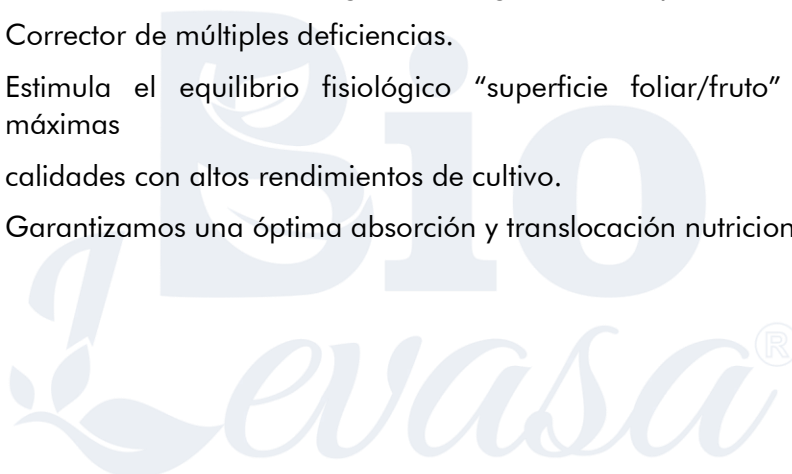 Corrector de múltiples deficiencias.
Estimula el equilibrio fisiológico “superficie foliar/fruto”
máximas
calidades con altos rendimientos de cultivo.
Garantizamos una óptima absorción y translocación nutricion
Bio
Levasa®